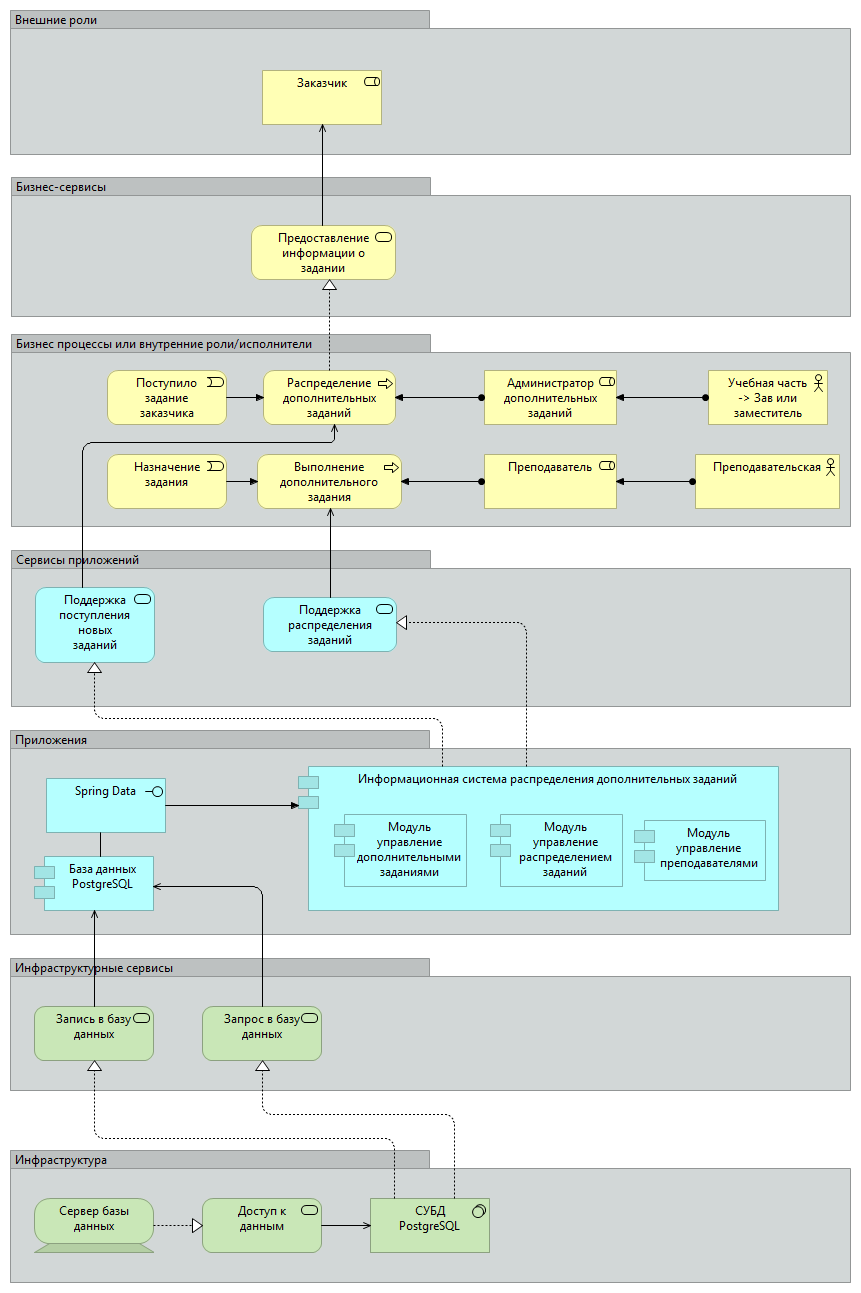 Внешние роли
Заказчик
Бизнес-сервисы
Предоставление
информации о
задании
Бизнес процессы или внутренние роли/исполнители
Поступило
задание
заказчика
Распределение
дополнительных
заданий
Администратор
дополнительных
заданий
Учебная часть
-> Зав или
заместитель
Назначение
задания
Выполнение
дополнительного
задания
Преподаватель
Преподавательская
Сервисы приложений
Поддержка
поступления
новых
заданий
Поддержка
распределения
заданий
Приложения
Spring Data
База данных
PostgreSQL
Информационная система распределения дополнительных заданий
Модуль
управление
дополнительными
заданиями
Модуль
управление
распределением
заданий
Модуль
управление
преподавателями
Инфраструктурные сервисы
Запись в базу
данных
Запрос в базу
данных
Инфраструктура
Сервер базы
данных
Доступ к
данным
СУБД
PostgreSQL